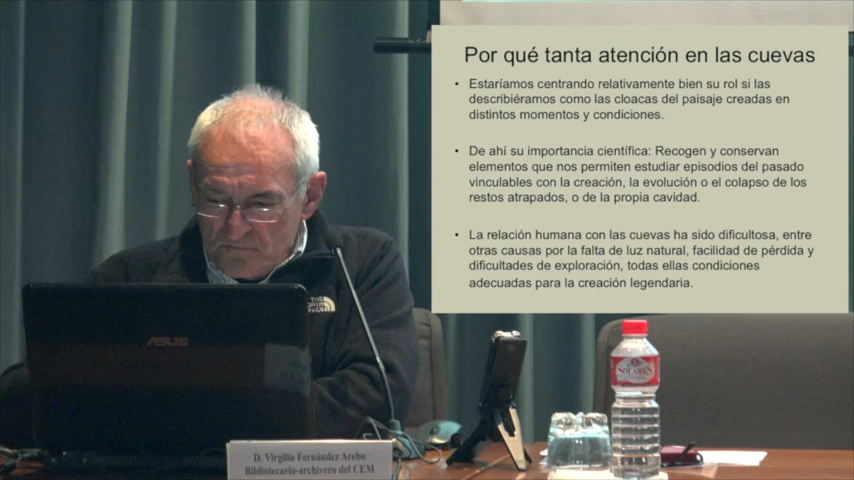 Por qué tanta atención en las cuevas
• Estaríamos centrando relativamente bien su rol si las
describiéramos como las cloacas del paisaje creadas en
distintos momentos y condiciones.
• De ahí su importancia científica: Recogen y conservan
elementos que nos permiten estudiar episodios del pasado
vinculables con la creación, la evolución o el colapso de los
restos atrapados, o de la propia cavidad.
• La relación humana con las cuevas ha sido dificultosa, entre
otras causas por la falta de luz natural, facilidad de pérdida y
dificultades de exploración, todas ellas condiciones
adecuadas para la creación legendaria.
THE
NORTH
FACE
ASUS
SOLARES
D. Virgilio Fernández Acebo
Bibliotecario-archivero del CEM